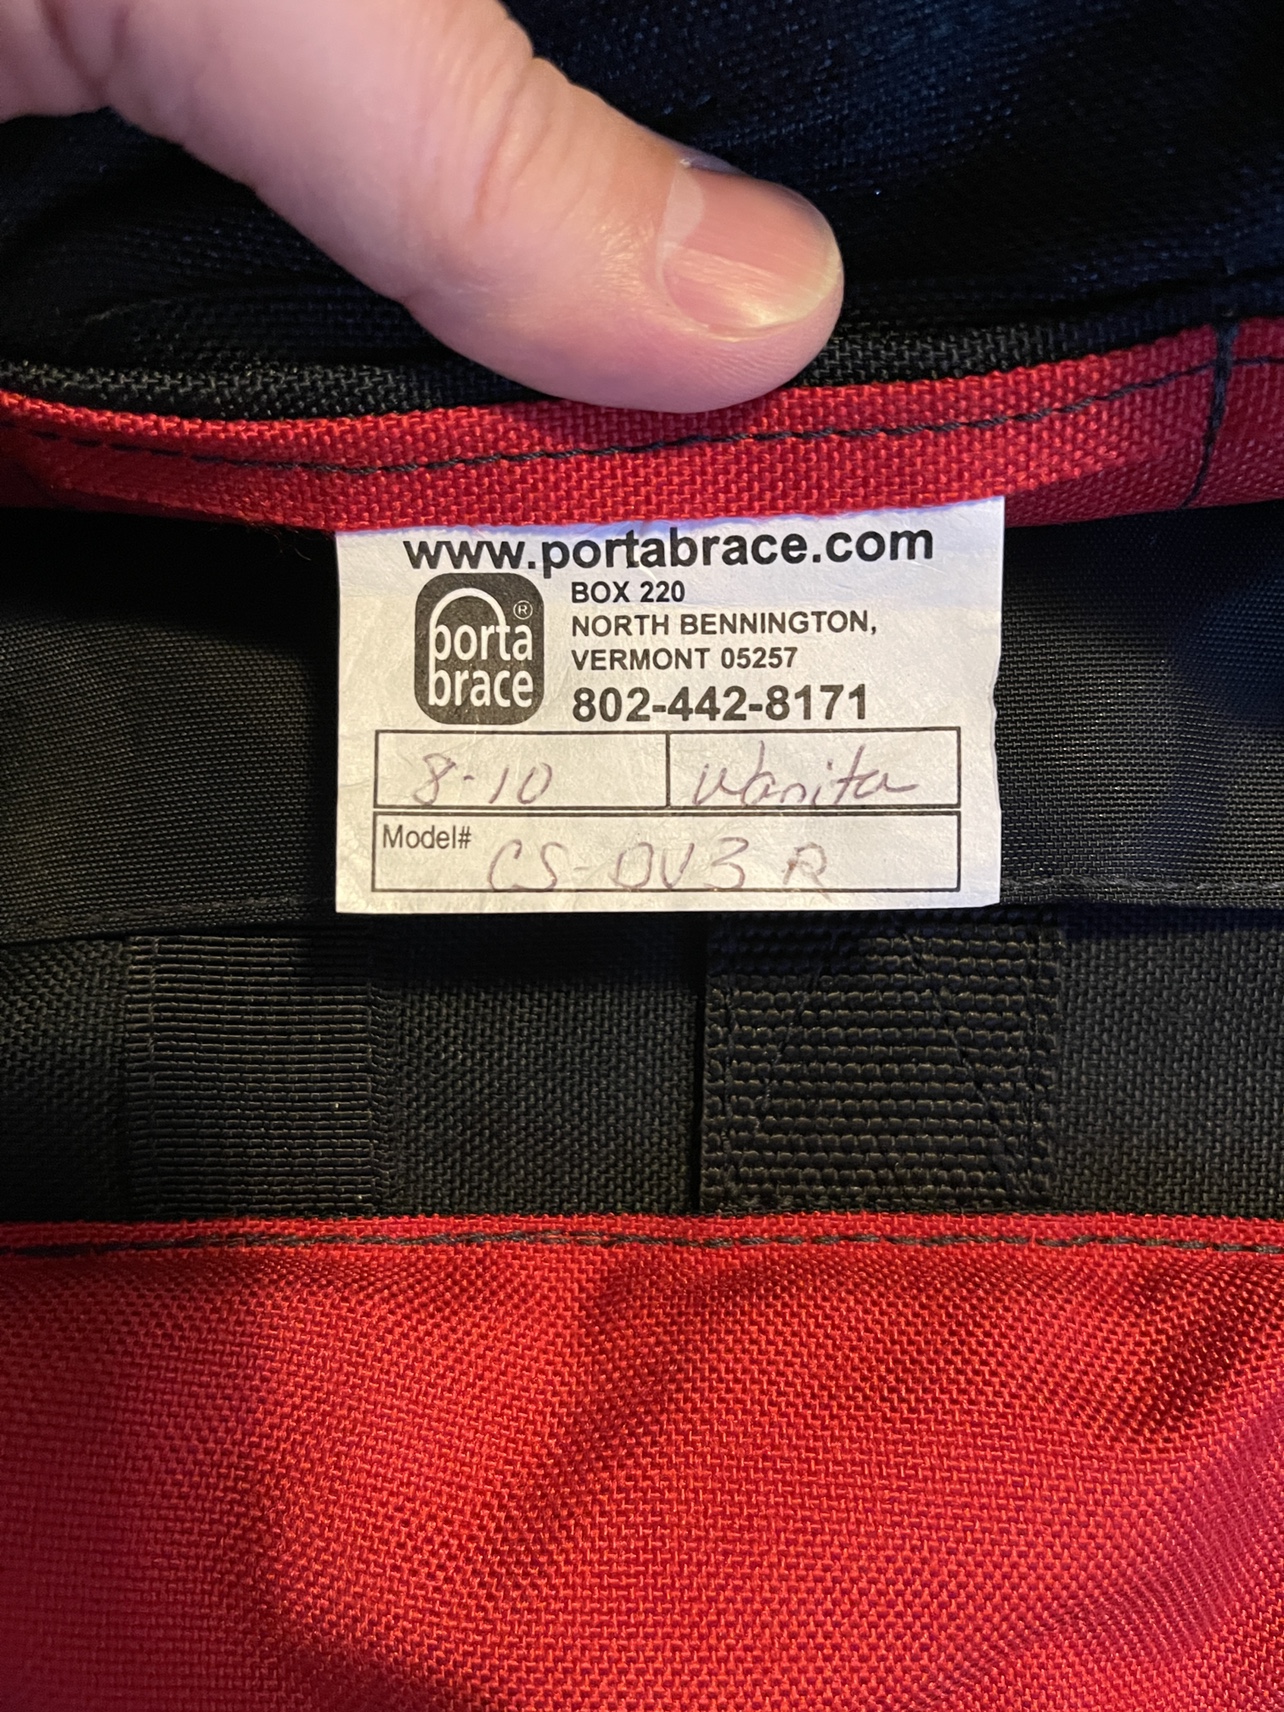 www.portabrace.com
porta
brace
®
BOX 220
NORTH BENNINGTON,
VERMONT 05257
802-442-8171
8-10
Wanita
Model#
CS-DV3 R